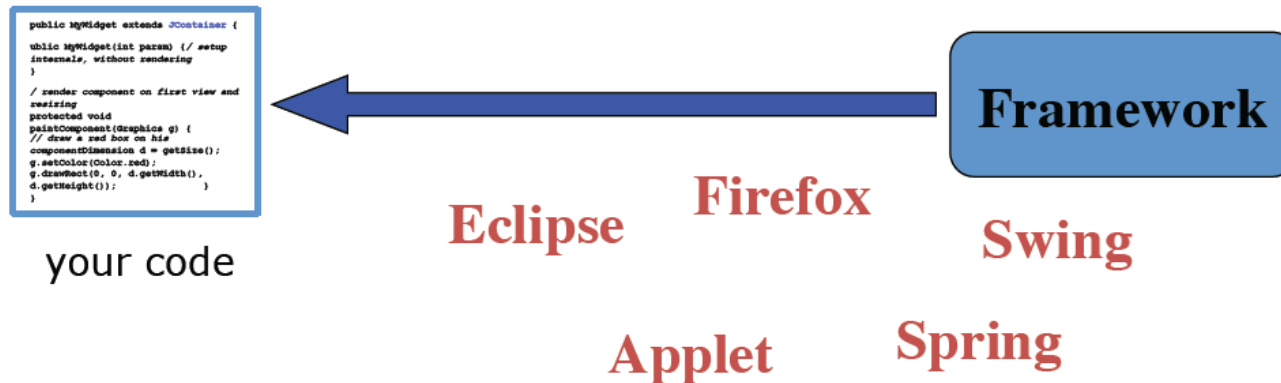 public MyWidget extends JContainer {
ublic MyWidget(int param) {/ setup
internals, without rendering
}
/ render component on first view and
resizing
protected void
paintComponent(Graphics g) {
// draw a red box on his
componentDimension d = getSize();
g.setColor(Color.red);
g.drawRect(0, 0, d.getWidth(),
d.getHeight()); }
}
your code
Framework
Eclipse
Firefox
Swing
Applet
Spring